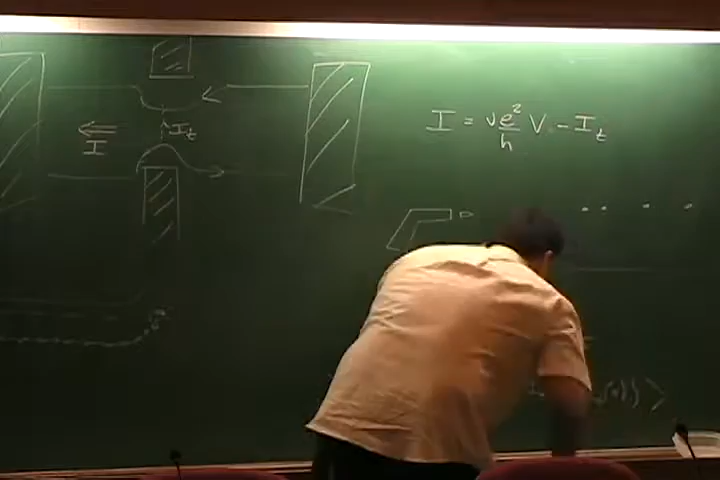 I = ν e²/h V - I_t
I_t
I